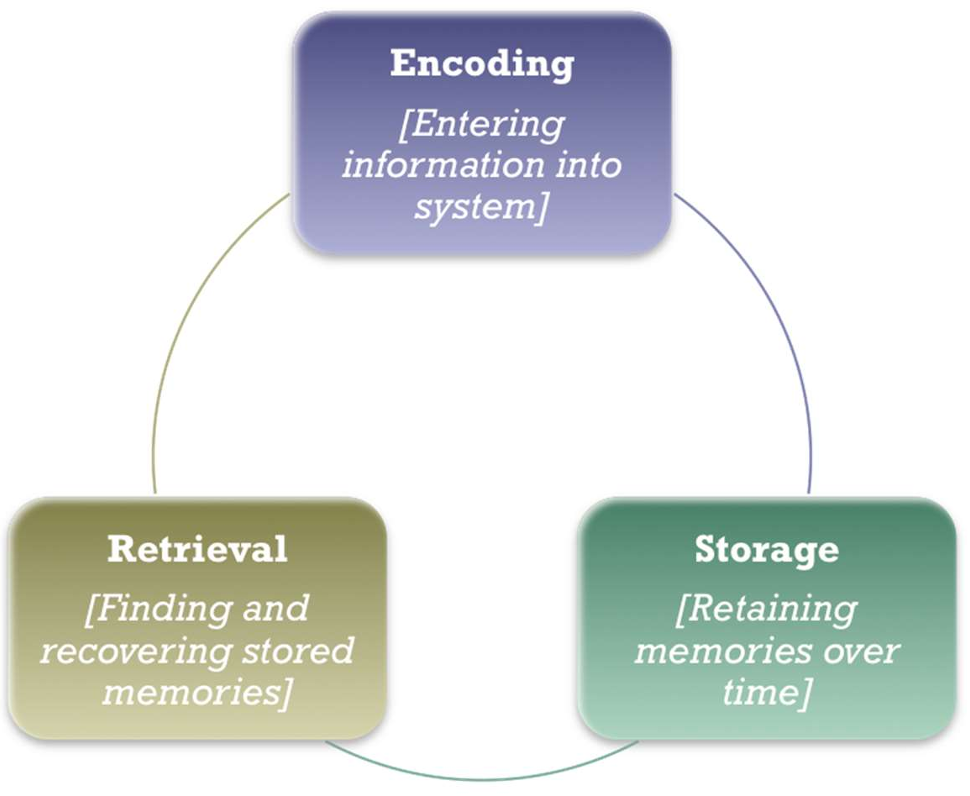 Encoding
[Entering
information into
system]
Retrieval
[Finding and
recovering stored
memories]
Storage
[Retaining
memories over
time]